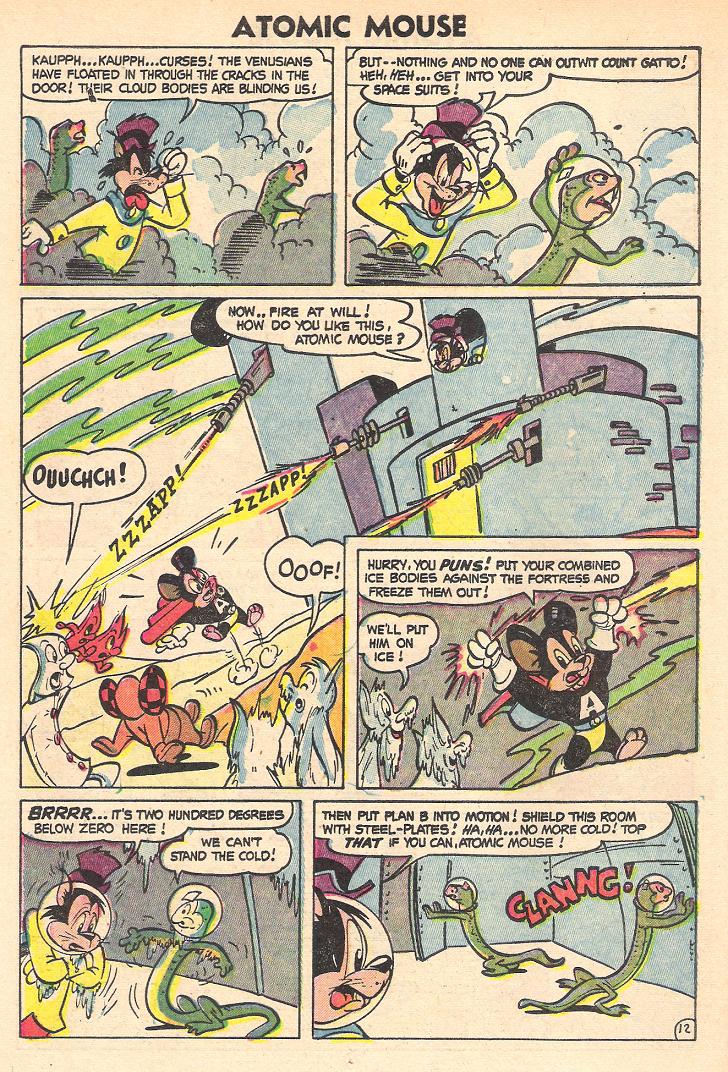 ATOMIC MOUSE
KAUPPH...KAUPPH...CURSES! THE VENUSIANS
HAVE FLOATED IN THROUGH THE CRACKS IN THE
DOOR! THEIR CLOUD BODIES ARE BLINDING US!
BUT--NOTHING AND NO ONE CAN OUTWIT COUNT GATTO!
HEH, HEH... GET INTO YOUR
SPACE SUITS!
NOW.. FIRE AT WILL!
HOW DO YOU LIKE THIS,
ATOMIC MOUSE?
OUUCHCH!
ZZZAPP!
ZZZAPP!
OOOF!
HURRY, YOU PUNS! PUT YOUR COMBINED
ICE BODIES AGAINST THE FORTRESS AND
FREEZE THEM OUT!
WE'LL PUT
HIM ON
ICE!
A
A
BRRRR... IT'S TWO HUNDRED DEGREES
BELOW ZERO HERE!
WE CAN'T
STAND THE COLD!
THEN PUT PLAN B INTO MOTION! SHIELD THIS ROOM
WITH STEEL-PLATES! HA, HA...NO MORE COLD! TOP
THAT IF YOU CAN, ATOMIC MOUSE!
CLANNG!
12